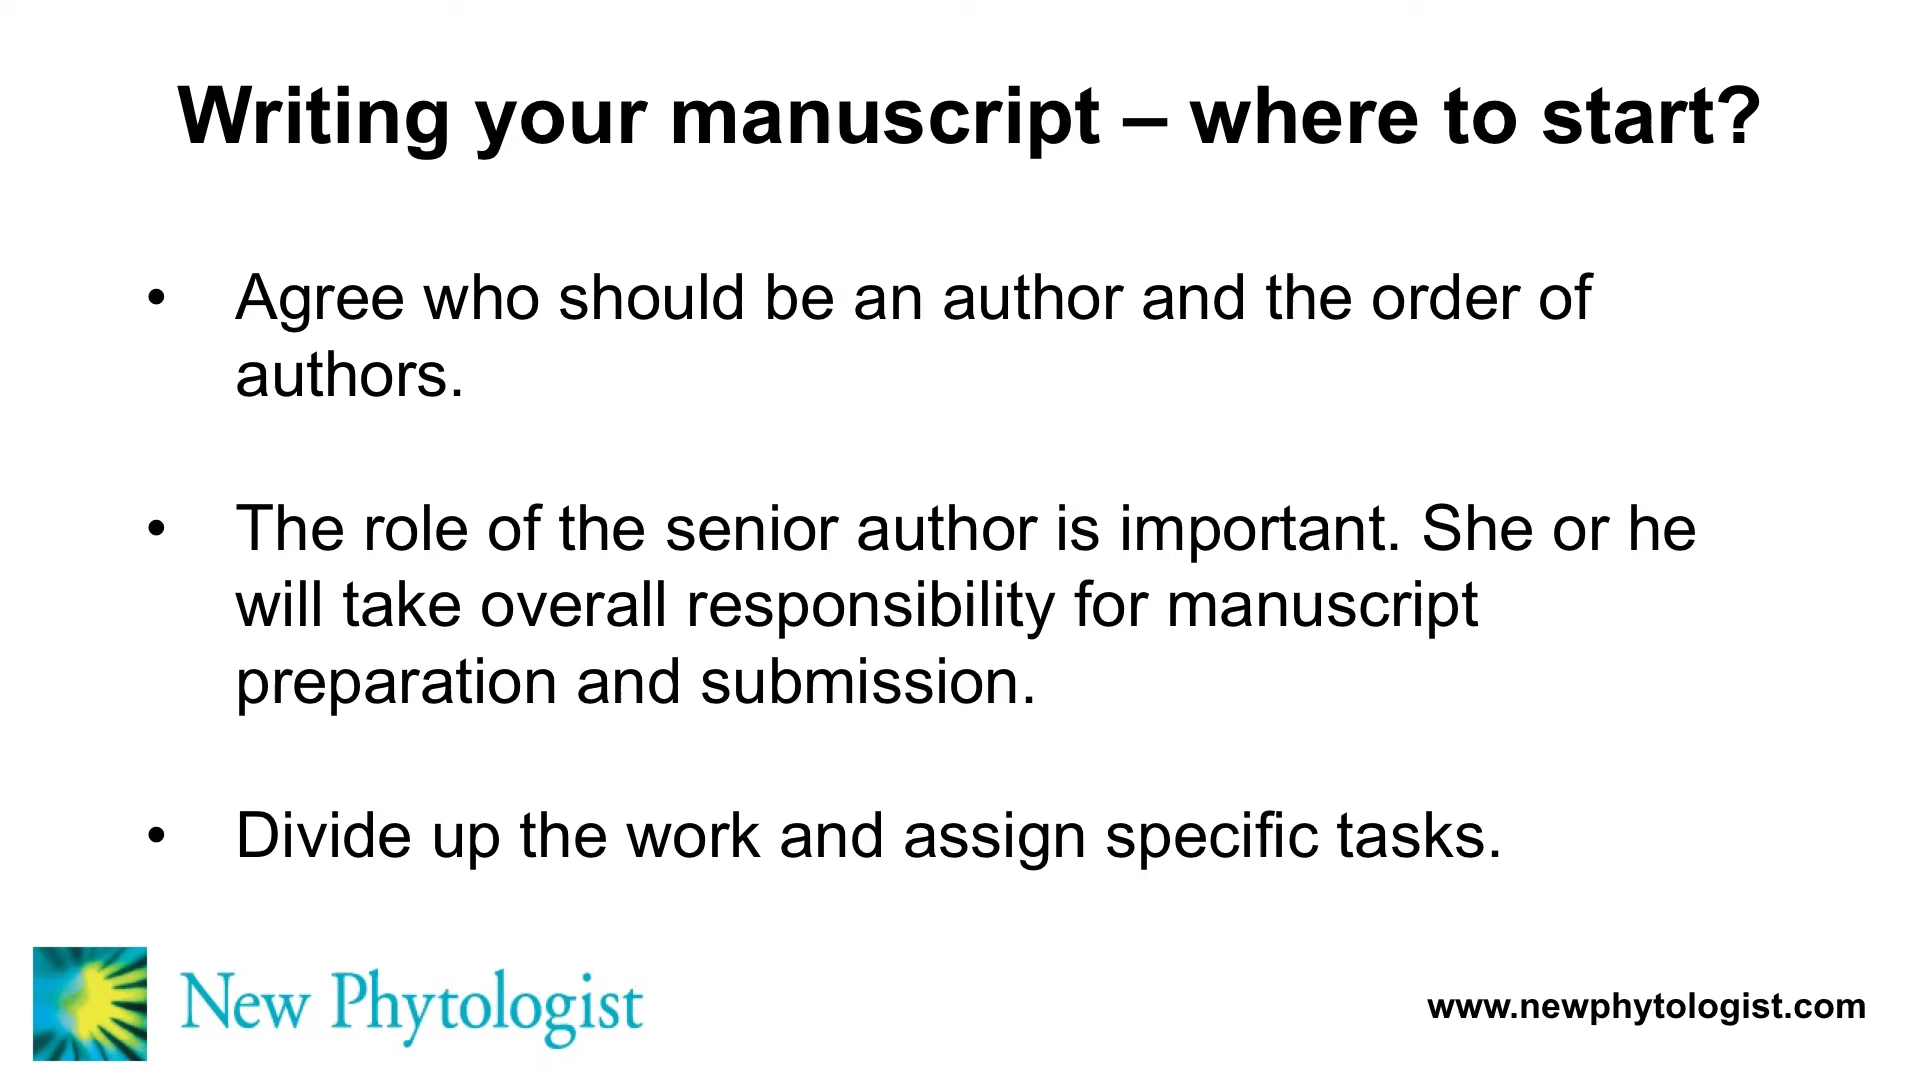 Writing your manuscript – where to start?
• Agree who should be an author and the order of
authors.
• The role of the senior author is important. She or he
will take overall responsibility for manuscript
preparation and submission.
• Divide up the work and assign specific tasks.
New Phytologist
www.newphytologist.com